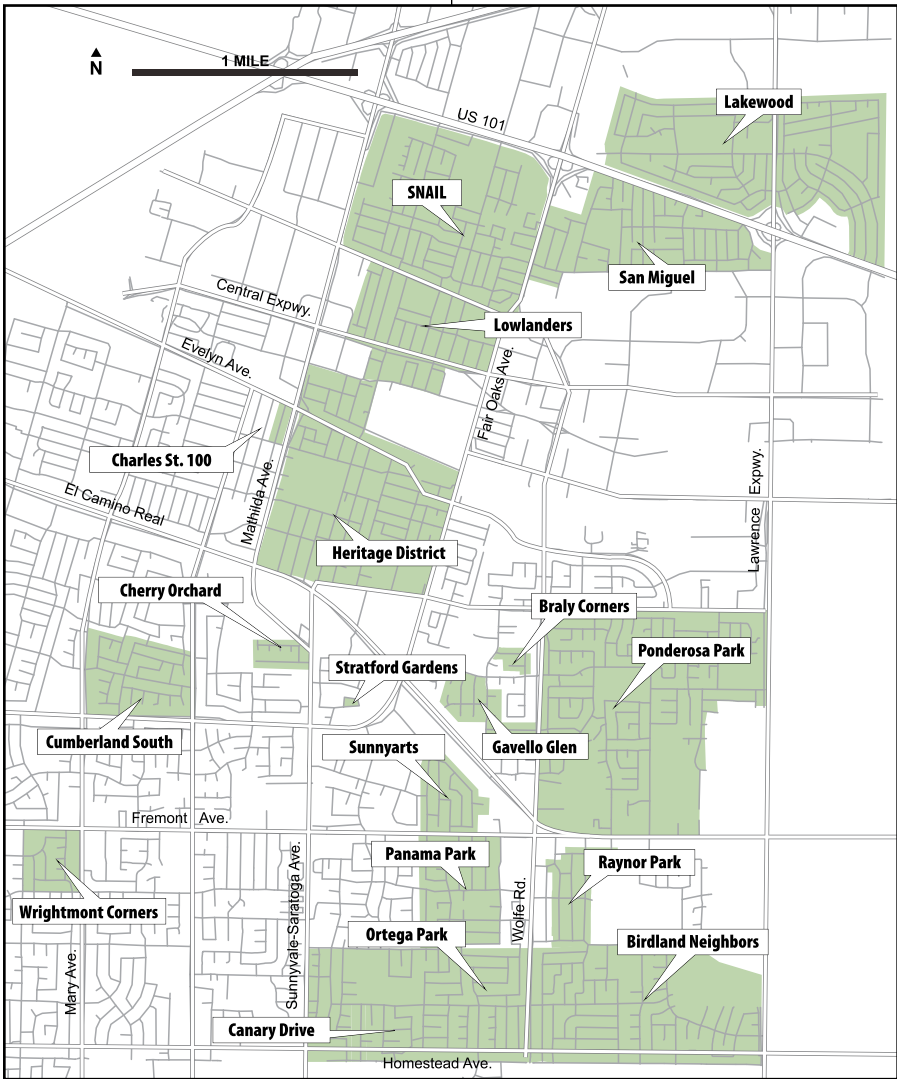 1 MILE
N
US 101
Lakewood
SNAIL
San Miguel
Central Expwy.
Lowlanders
Evelyn Ave.
Fair Oaks Ave.
Charles St. 100
El Camino Real
Mathilda Ave.
Lawrence Expwy.
Heritage District
Cherry Orchard
Braly Corners
Ponderosa Park
Stratford Gardens
Cumberland South
Sunnyarts
Gavello Glen
Fremont Ave.
Panama Park
Raynor Park
Wrightmont Corners
Sunnyvale-Saratoga Ave.
Wolfe Rd.
Ortega Park
Birdland Neighbors
Mary Ave.
Canary Drive
Homestead Ave.